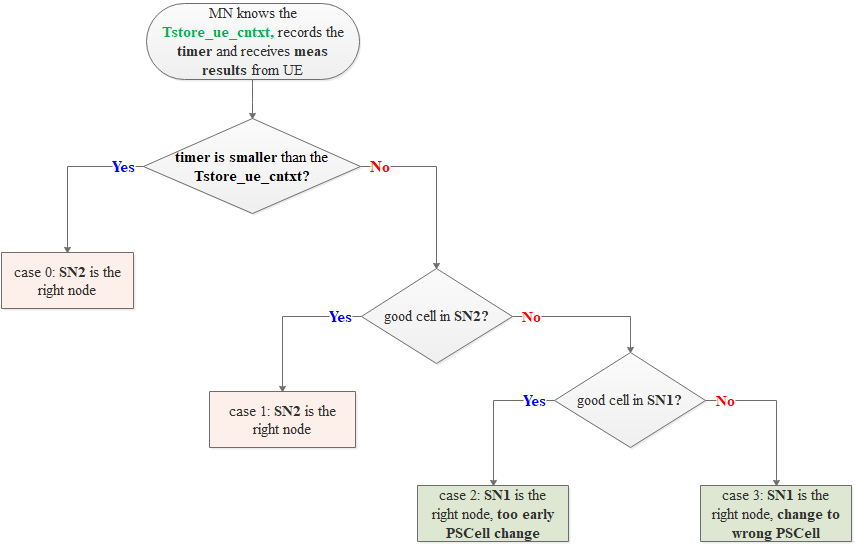 MN knows the
Tstore_ue_cntxt, records the
timer and receives meas
results from UE
timer is smaller than the
Tstore_ue_cntxt?
Yes
No
case 0: SN2 is the
right node
good cell in SN2?
Yes
No
case 1: SN2 is the
right node
good cell in SN1?
Yes
No
case 2: SN1 is the
right node, too early
PSCell change
case 3: SN1 is the
right node, change to
wrong PSCell